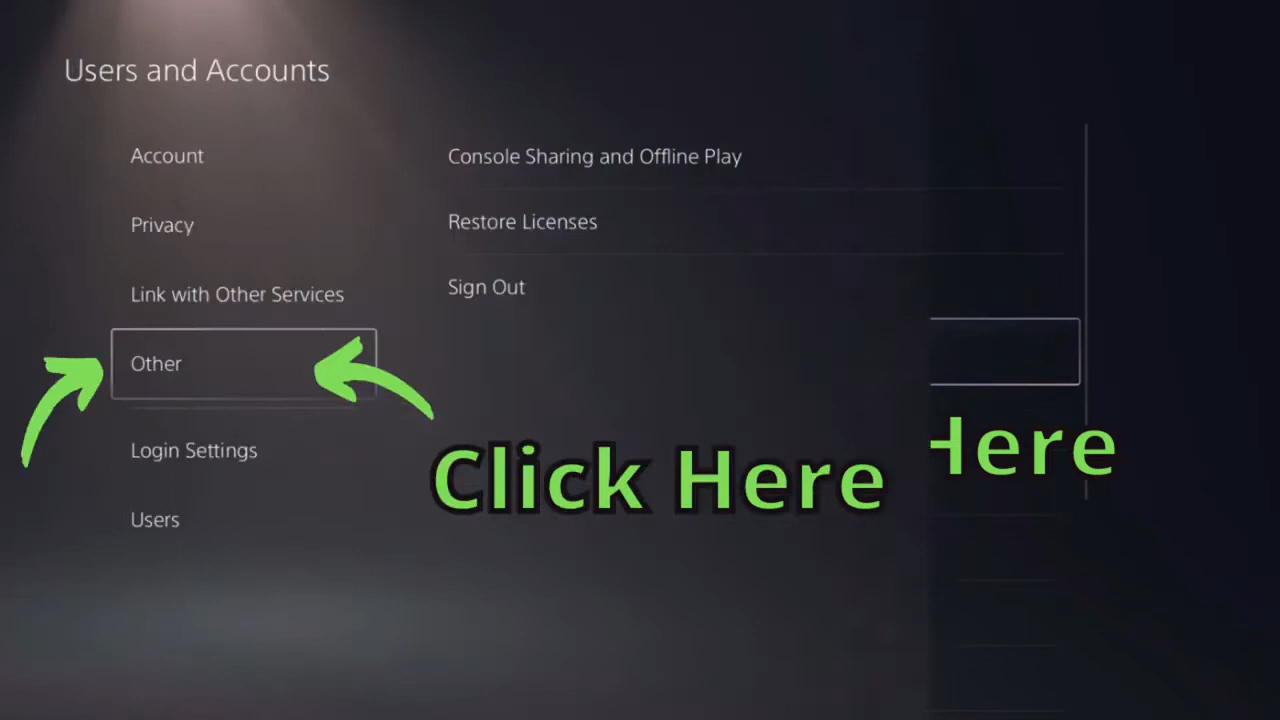 Users and Accounts
Account
Privacy
Link with Other Services
Other
Login Settings
Users
Console Sharing and Offline Play
Restore Licenses
Sign Out
Click Here
Here